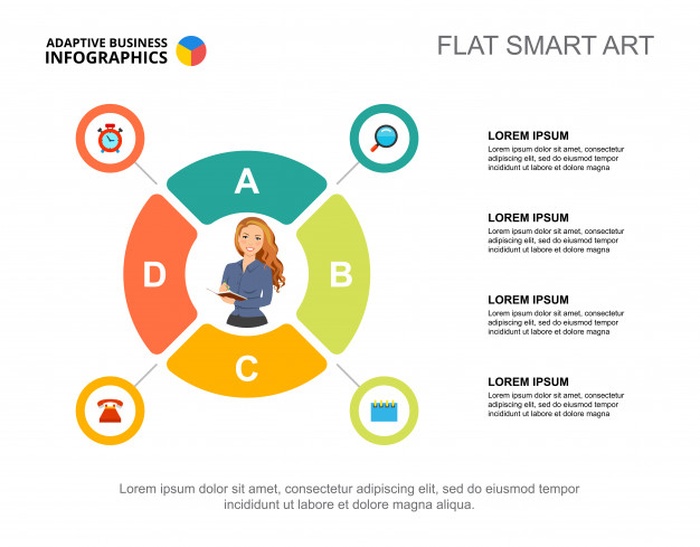 ADAPTIVE BUSINESS
INFOGRAPHICS
FLAT SMART ART
A
B
C
D
LOREM IPSUM
Lorem ipsum dolor sit amet, consectetur
adipiscing elit, sed do eiusmod tempor
incididunt ut labore et dolore magna
LOREM IPSUM
Lorem ipsum dolor sit amet, consectetur
adipiscing elit, sed do eiusmod tempor
incididunt ut labore et dolore magna
LOREM IPSUM
Lorem ipsum dolor sit amet, consectetur
adipiscing elit, sed do eiusmod tempor
incididunt ut labore et dolore magna
LOREM IPSUM
Lorem ipsum dolor sit amet, consectetur
adipiscing elit, sed do eiusmod tempor
incididunt ut labore et dolore magna
Lorem ipsum dolor sit amet, consectetur adipiscing elit, sed do eiusmod tempor
incididunt ut labore et dolore magna aliqua.